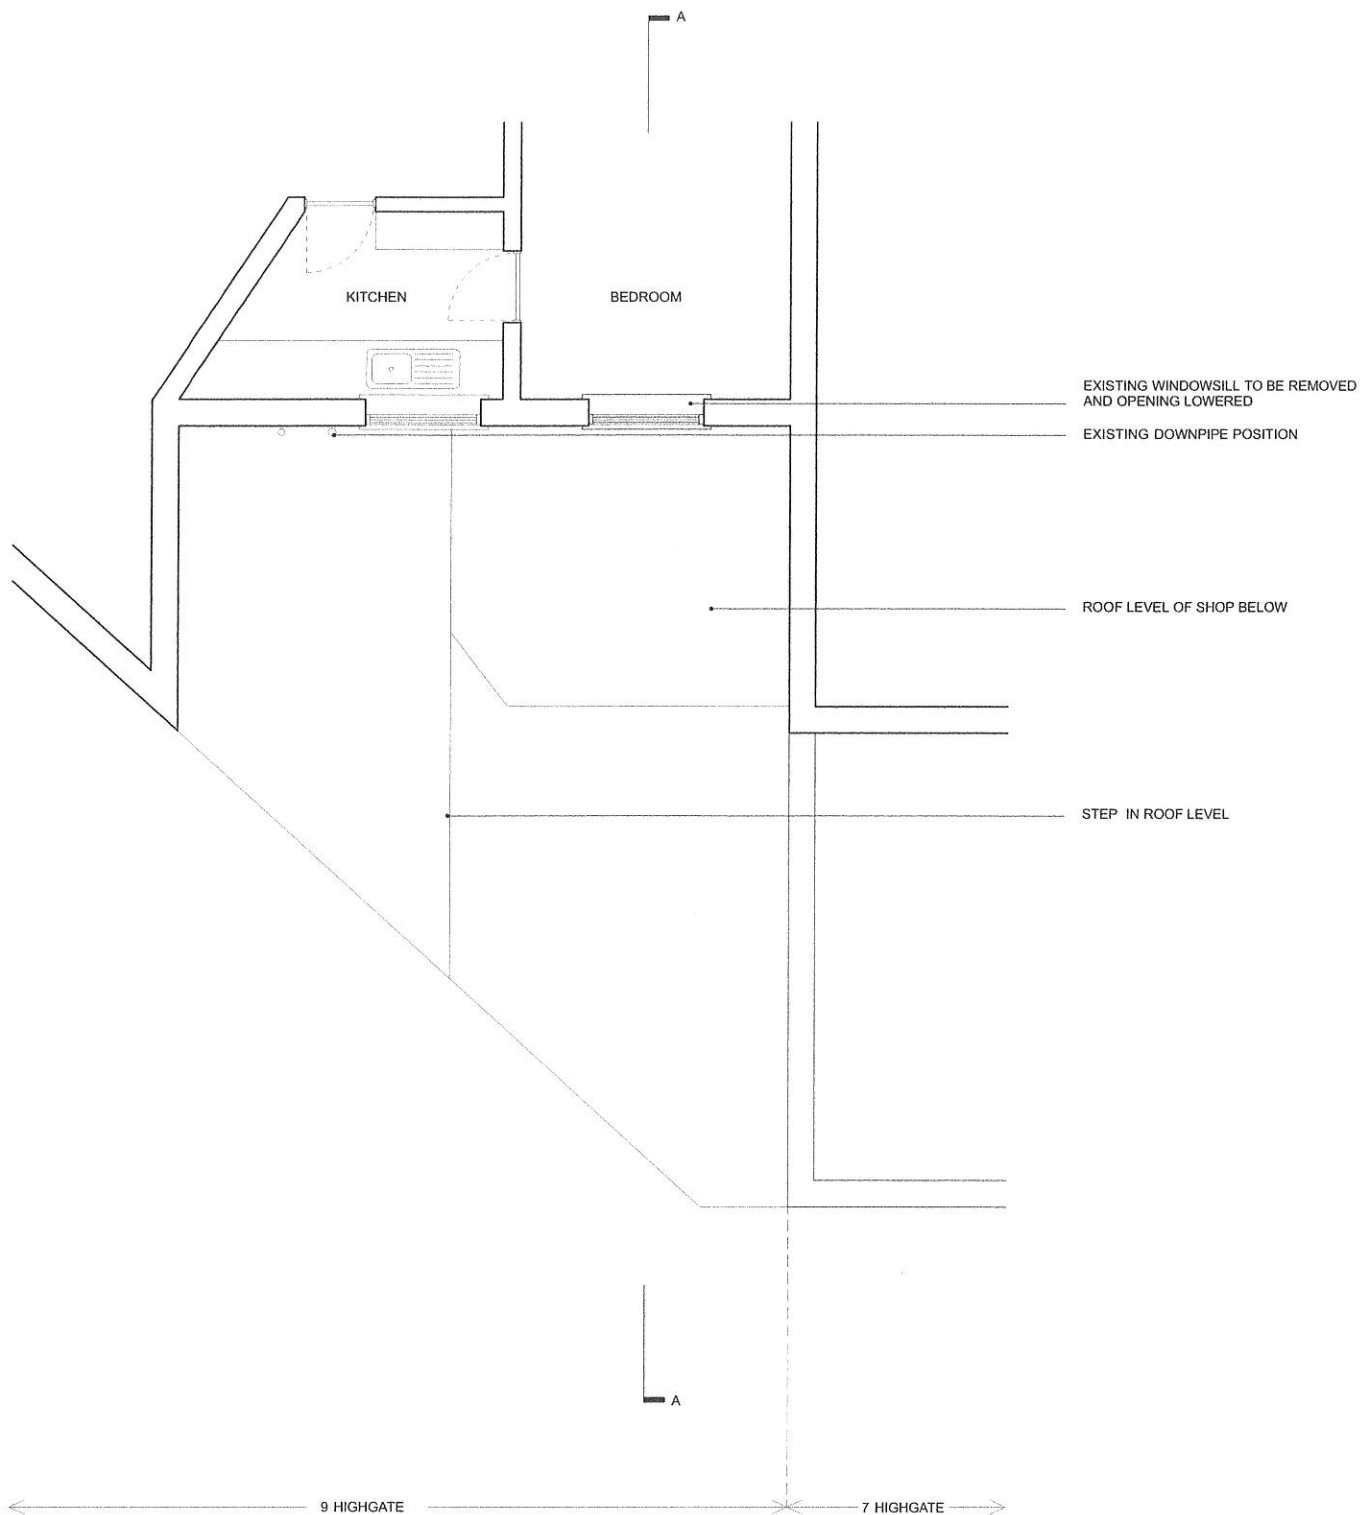 A
KITCHEN
BEDROOM
EXISTING WINDOWSILL TO BE REMOVED
AND OPENING LOWERED
EXISTING DOWNPIPE POSITION
ROOF LEVEL OF SHOP BELOW
STEP IN ROOF LEVEL
A
9 HIGHGATE
7 HIGHGATE